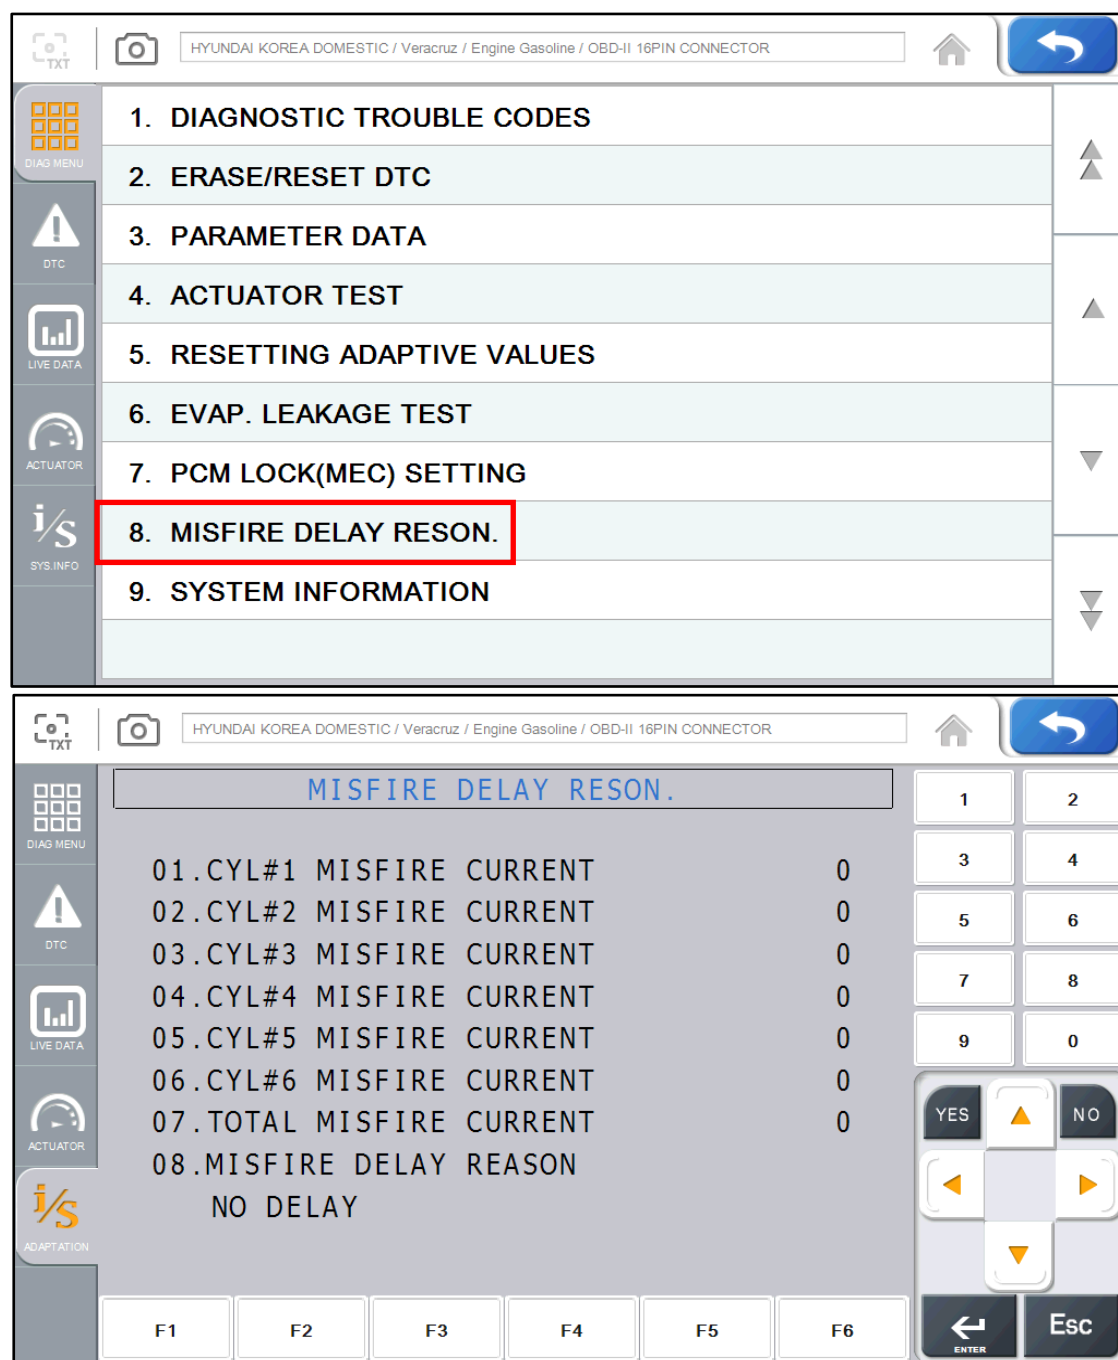 TXT
HYUNDAI KOREA DOMESTIC / Veracruz / Engine Gasoline / OBD-II 16PIN CONNECTOR
DIAG MENU
DTC
LIVE DATA
ACTUATOR
i/s
SYS.INFO
1. DIAGNOSTIC TROUBLE CODES
2. ERASE/RESET DTC
3. PARAMETER DATA
4. ACTUATOR TEST
5. RESETTING ADAPTIVE VALUES
6. EVAP. LEAKAGE TEST
7. PCM LOCK(MEC) SETTING
8. MISFIRE DELAY RESON.
9. SYSTEM INFORMATION
TXT
HYUNDAI KOREA DOMESTIC / Veracruz / Engine Gasoline / OBD-II 16PIN CONNECTOR
DIAG MENU
DTC
LIVE DATA
ACTUATOR
i/s
ADAPTATION
MISFIRE DELAY RESON.
01.CYL#1 MISFIRE CURRENT 0
02.CYL#2 MISFIRE CURRENT 0
03.CYL#3 MISFIRE CURRENT 0
04.CYL#4 MISFIRE CURRENT 0
05.CYL#5 MISFIRE CURRENT 0
06.CYL#6 MISFIRE CURRENT 0
07.TOTAL MISFIRE CURRENT 0
08.MISFIRE DELAY REASON
NO DELAY
1 2
3 4
5 6
7 8
9 0
YES NO
F1 F2 F3 F4 F5 F6
ENTER
Esc